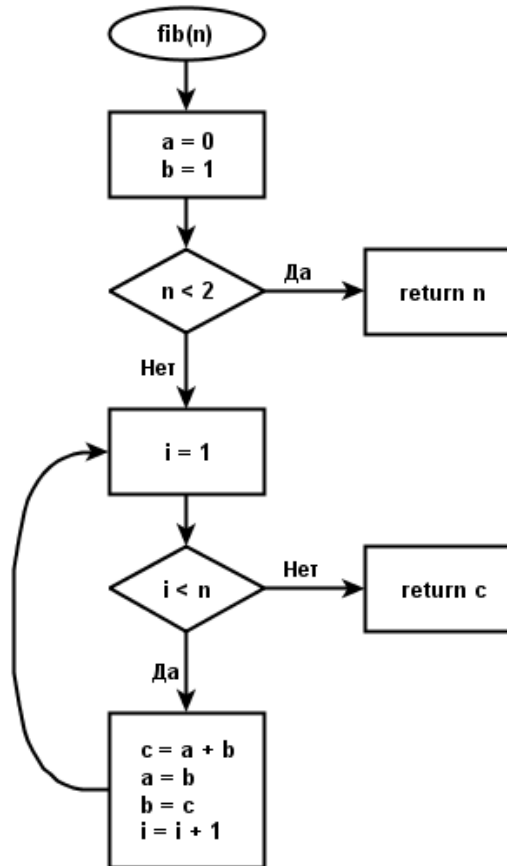 fib(n)
a = 0
b = 1
n < 2
Да
return n
Нет
i = 1
i < n
Нет
return c
Да
c = a + b
a = b
b = c
i = i + 1